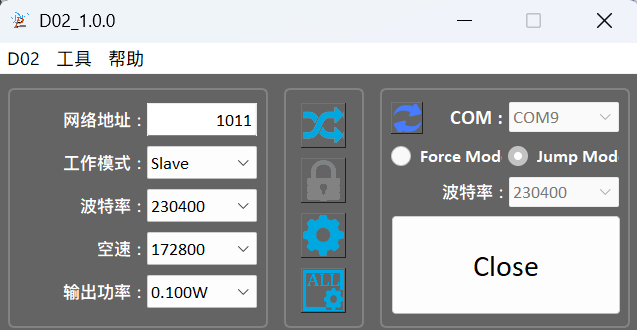 D02_1.0.0
D02 工具 帮助
网络地址： 1011
工作模式： Slave
波特率： 230400
空速： 172800
输出功率： 0.100W
ALL
COM： COM9
Force Mod Jump Mod
波特率： 230400
Close